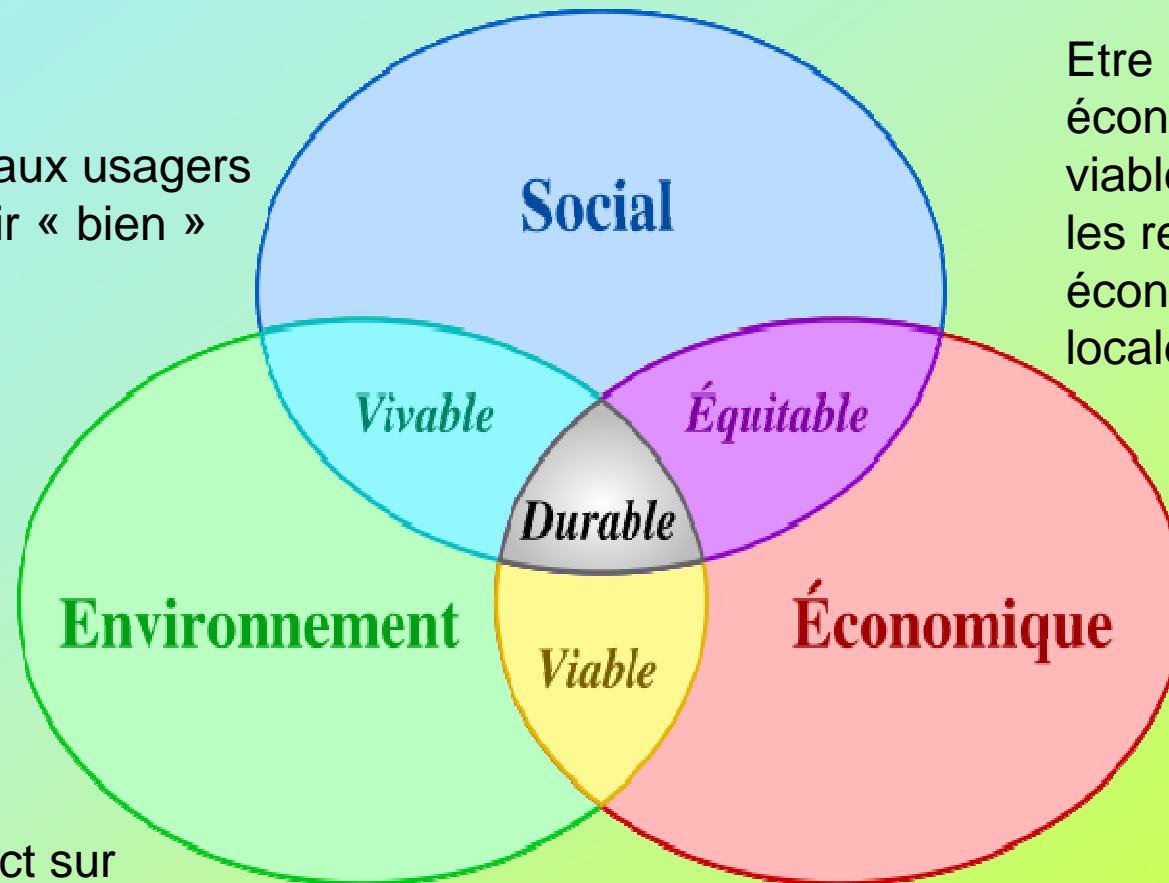 aux usagers
ir « bien »
Social
Etre
écon
viable
les re
écon
locale
Vivable
Équitable
Durable
Environnement
Économique
Viable
ct sur